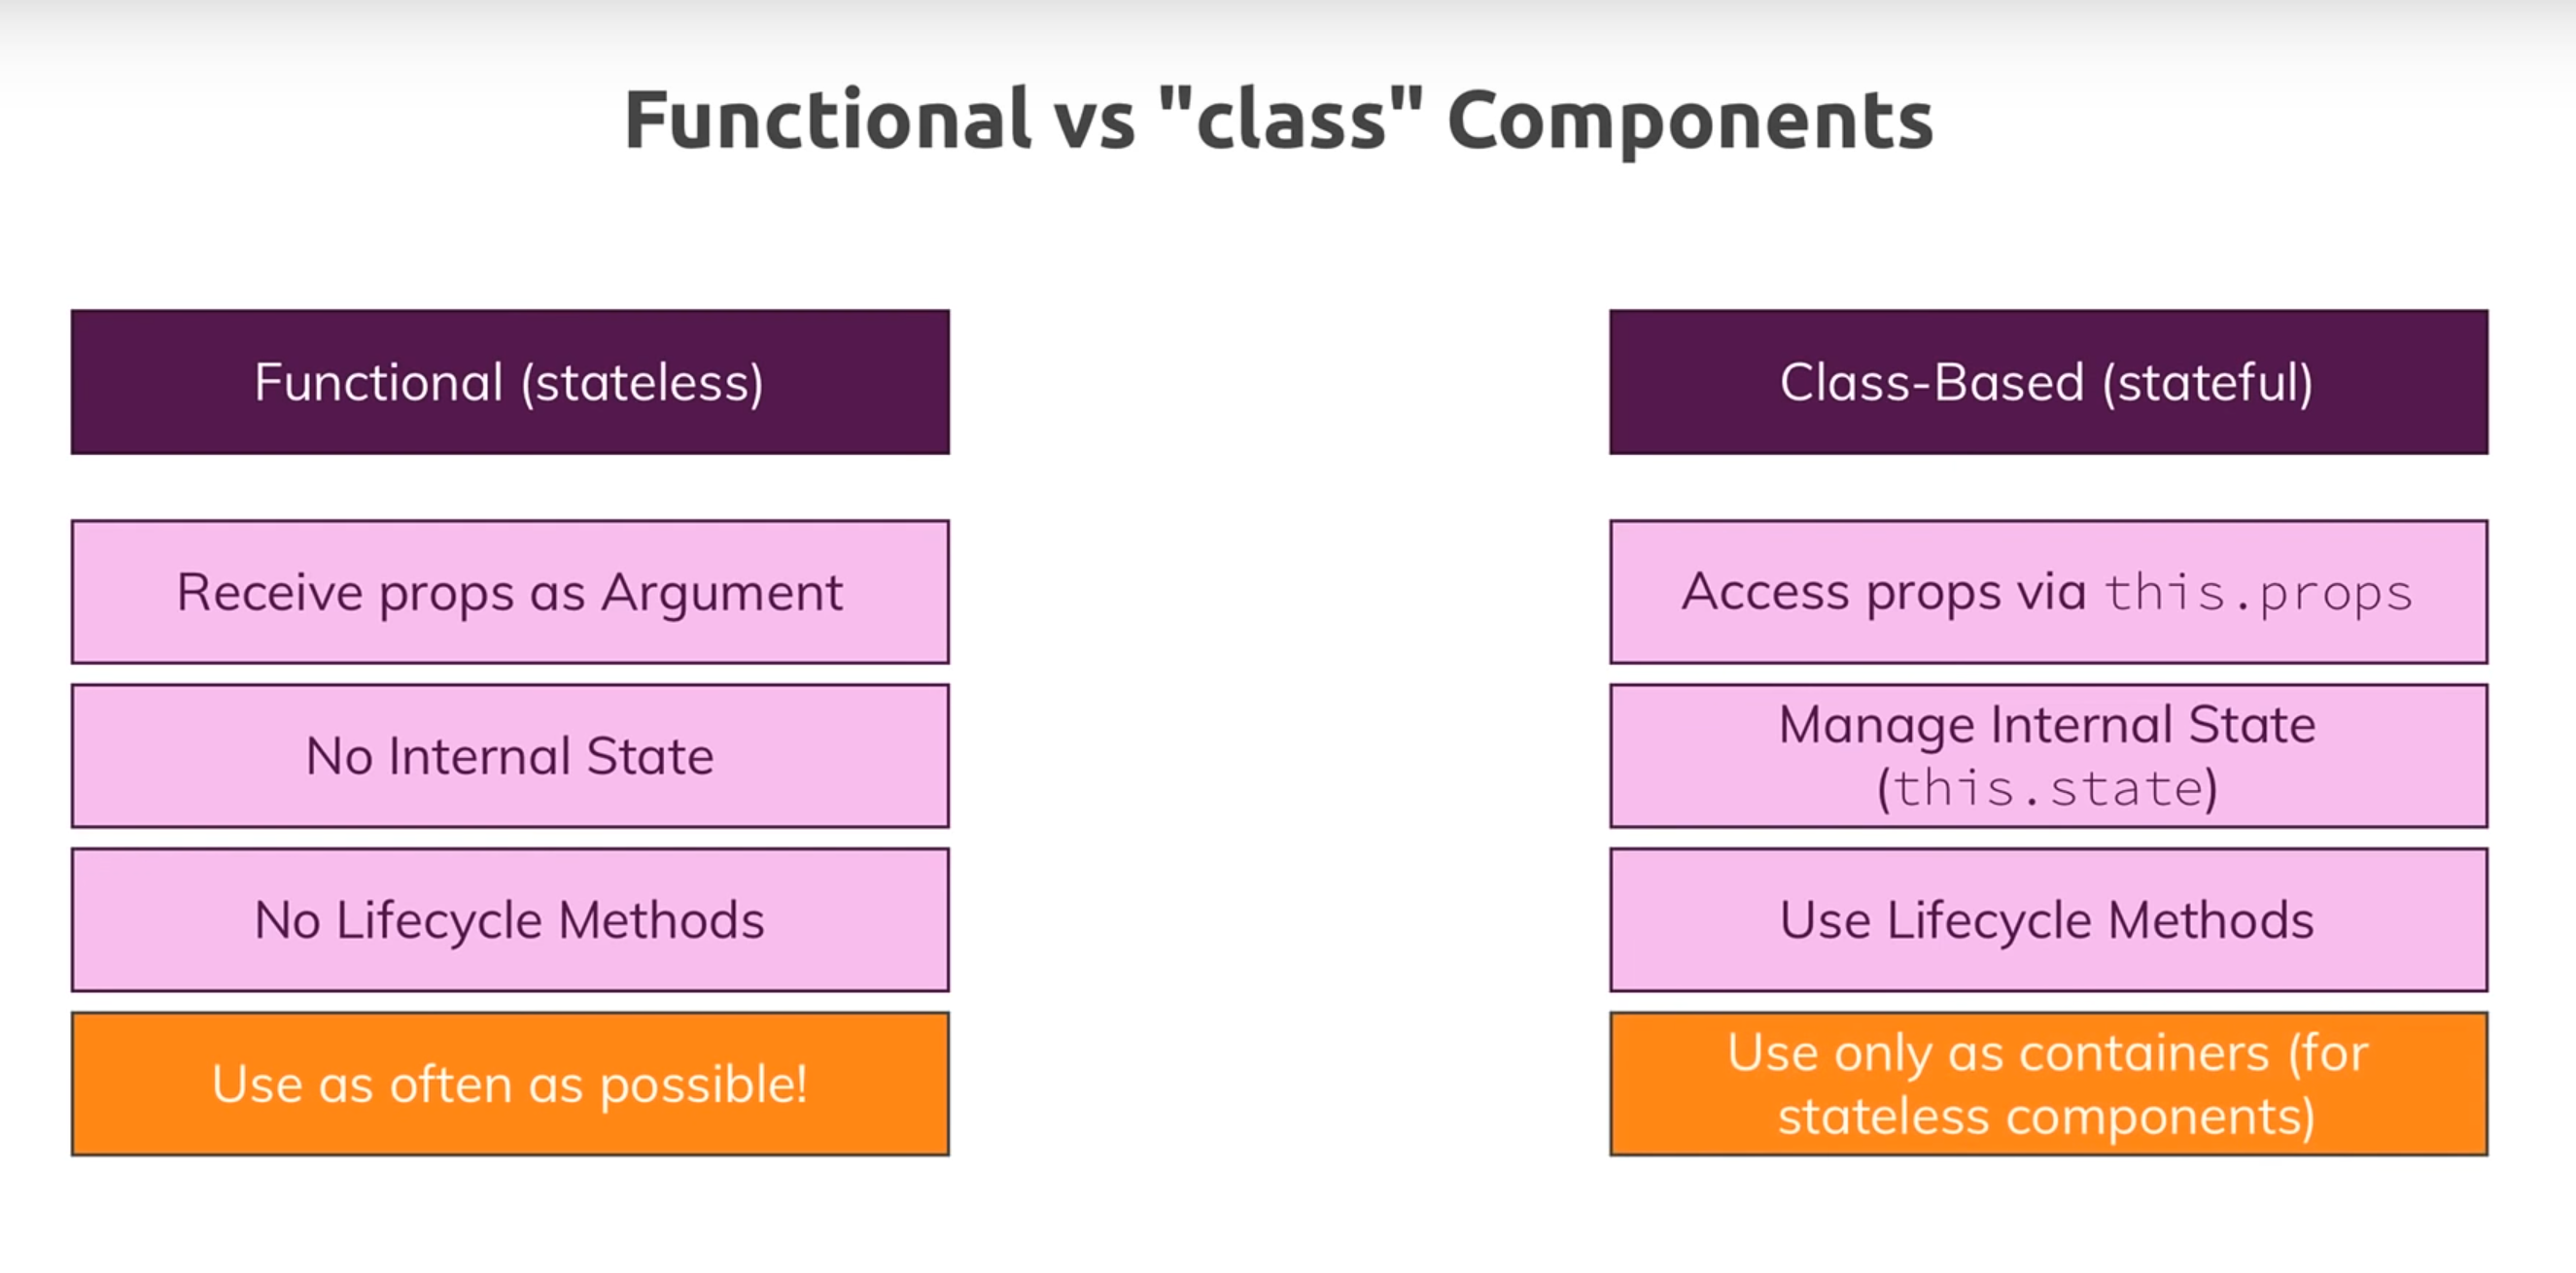 Functional vs "class" Components
Functional (stateless)
Receive props as Argument
No Internal State
No Lifecycle Methods
Use as often as possible!
Class-Based (stateful)
Access props via this.props
Manage Internal State
(this.state)
Use Lifecycle Methods
Use only as containers (for
stateless components)